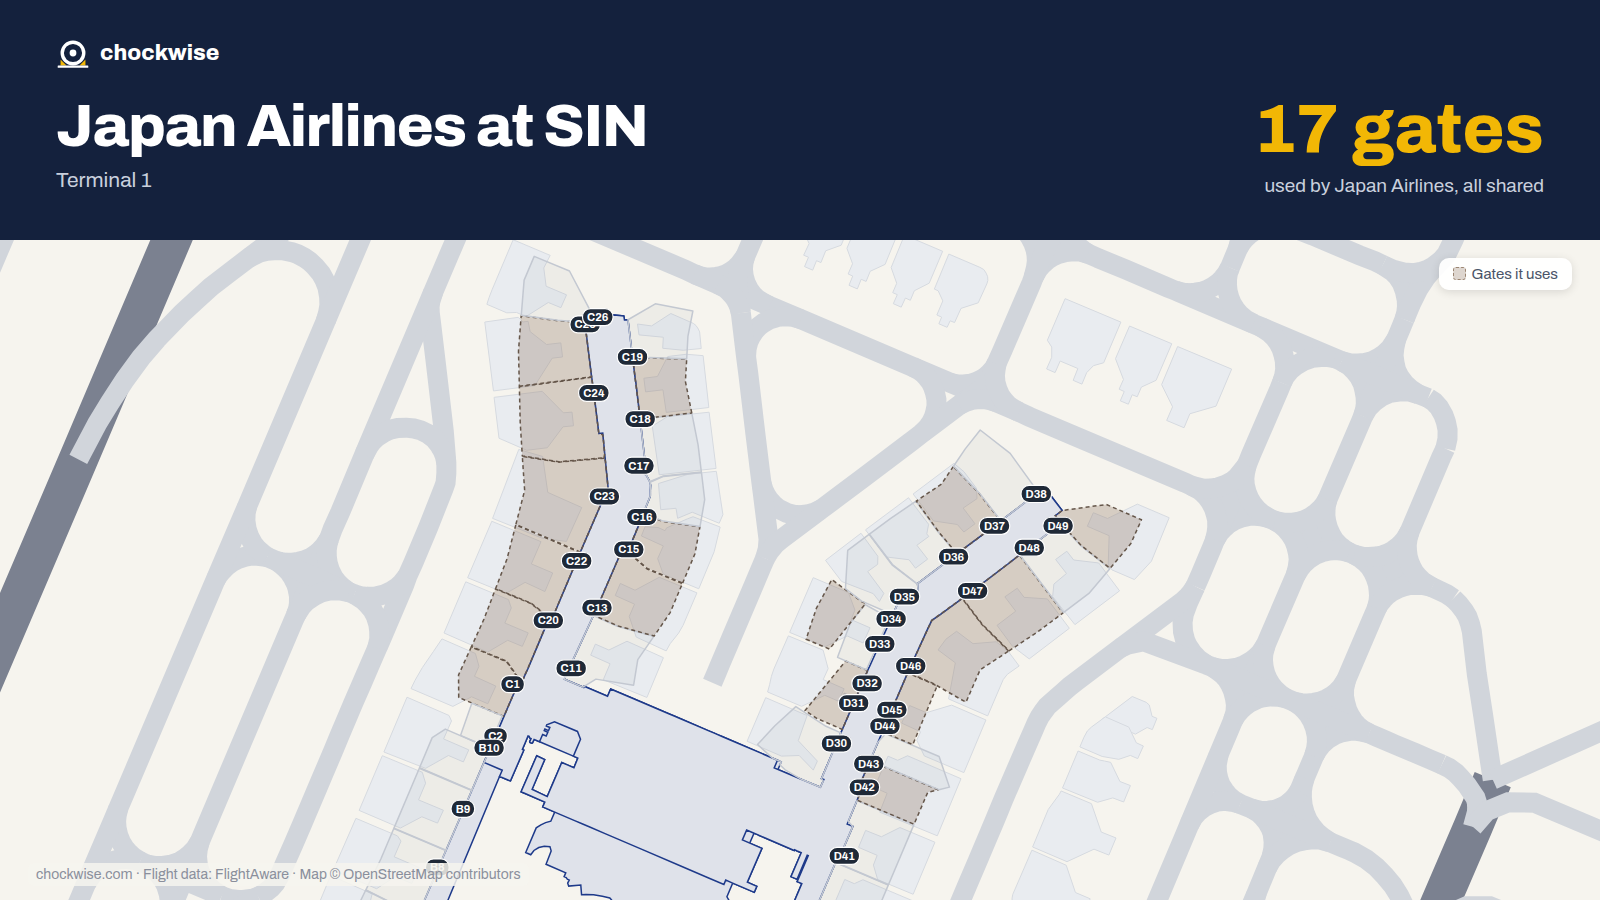 chockwise
Japan Airlines at SIN
Terminal 1
17 gates
used by Japan Airlines, all shared
Gates it uses
C26
C19
C24
C18
C17
C23
C16
C15
C22
C13
C20
C11
C1
C2
B10
B9
D38
D37
D49
D48
D36
D47
D35
D34
D33
D46
D32
D31
D45
D44
D30
D43
D42
D41
chockwise.com · Flight data: FlightAware · Map © OpenStreetMap contributors